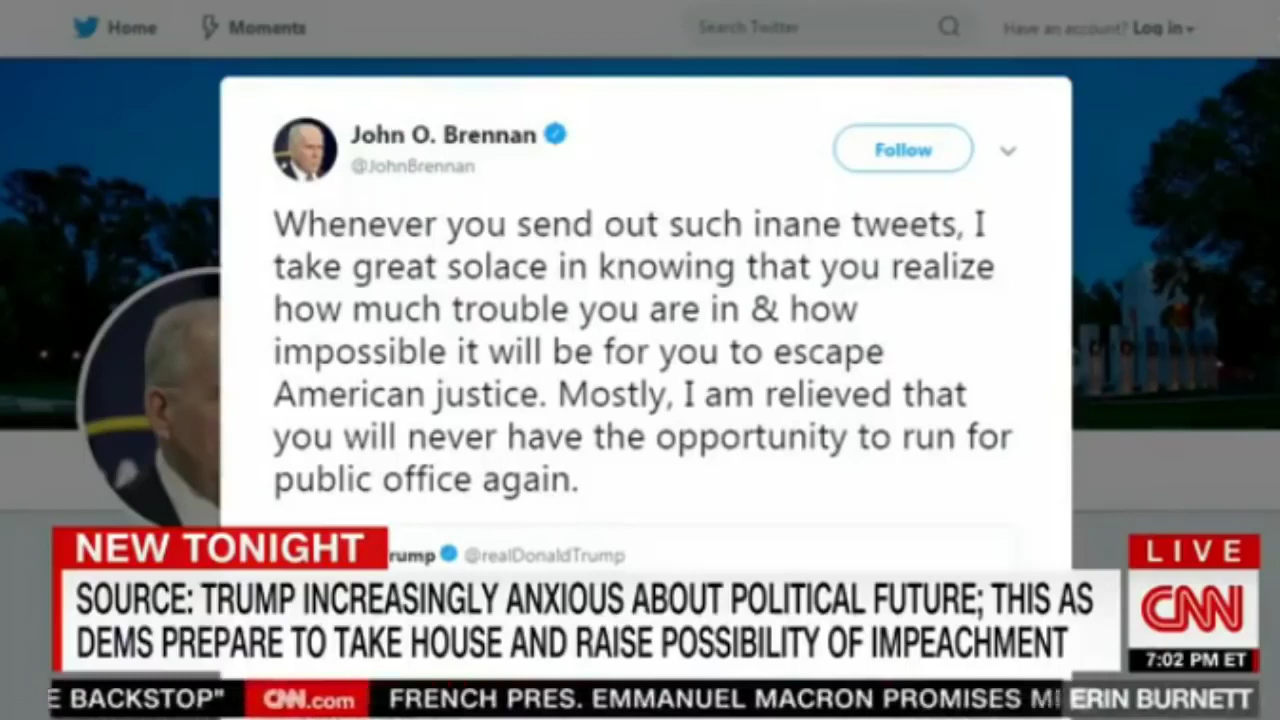 Home Moments Search Twitter Have an account? Log in
John O. Brennan
Follow
@JohnBrennan
Whenever you send out such inane tweets, I
take great solace in knowing that you realize
how much trouble you are in & how
impossible it will be for you to escape
American justice. Mostly, I am relieved that
you will never have the opportunity to run for
public office again.
NEW TONIGHT
rump @realDonaldTrump
LIVE
SOURCE: TRUMP INCREASINGLY ANXIOUS ABOUT POLITICAL FUTURE; THIS AS
DEMS PREPARE TO TAKE HOUSE AND RAISE POSSIBILITY OF IMPEACHMENT
CNN
7:02 PM ET
E BACKSTOP" CNN.com FRENCH PRES. EMMANUEL MACRON PROMISES MI ERIN BURNETT